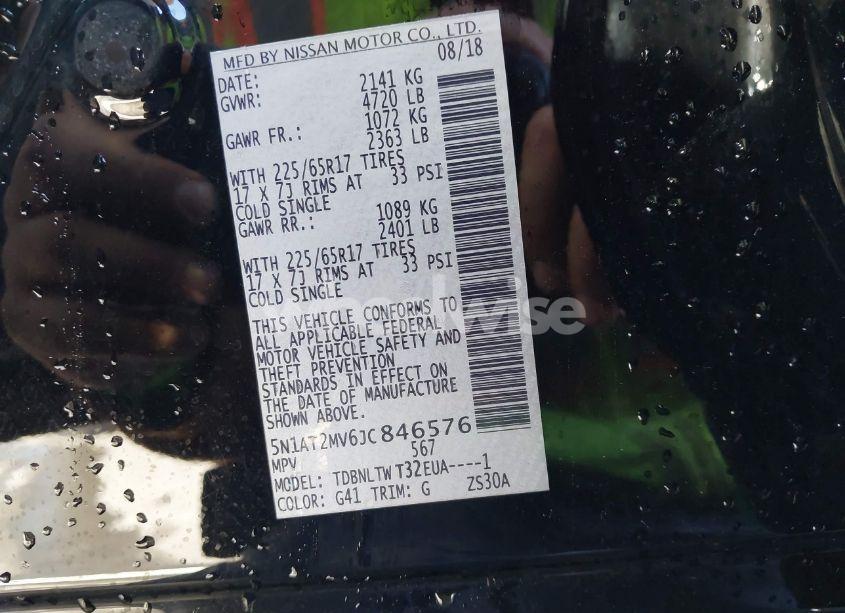 MFD BY NISSAN MOTOR CO., LTD.
DATE: 08/18
GVWR: 2141 KG
4720 LB
GAWR FR.: 1072 KG
2363 LB
WITH 225/65R17 TIRES
17 X 7J RIMS AT 33 PSI
COLD SINGLE
GAWR RR.: 1089 KG
2401 LB
WITH 225/65R17 TIRES
17 X 7J RIMS AT 33 PSI
COLD SINGLE
THIS VEHICLE CONFORMS TO
ALL APPLICABLE FEDERAL
MOTOR VEHICLE SAFETY AND
THEFT PREVENTION
STANDARDS IN EFFECT ON
THE DATE OF MANUFACTURE
SHOWN ABOVE.
5N1AT2MV6JC846576
MPV 567
MODEL: TDBNLTW T32EUA----1
COLOR: G41 TRIM: G ZS30A
wise